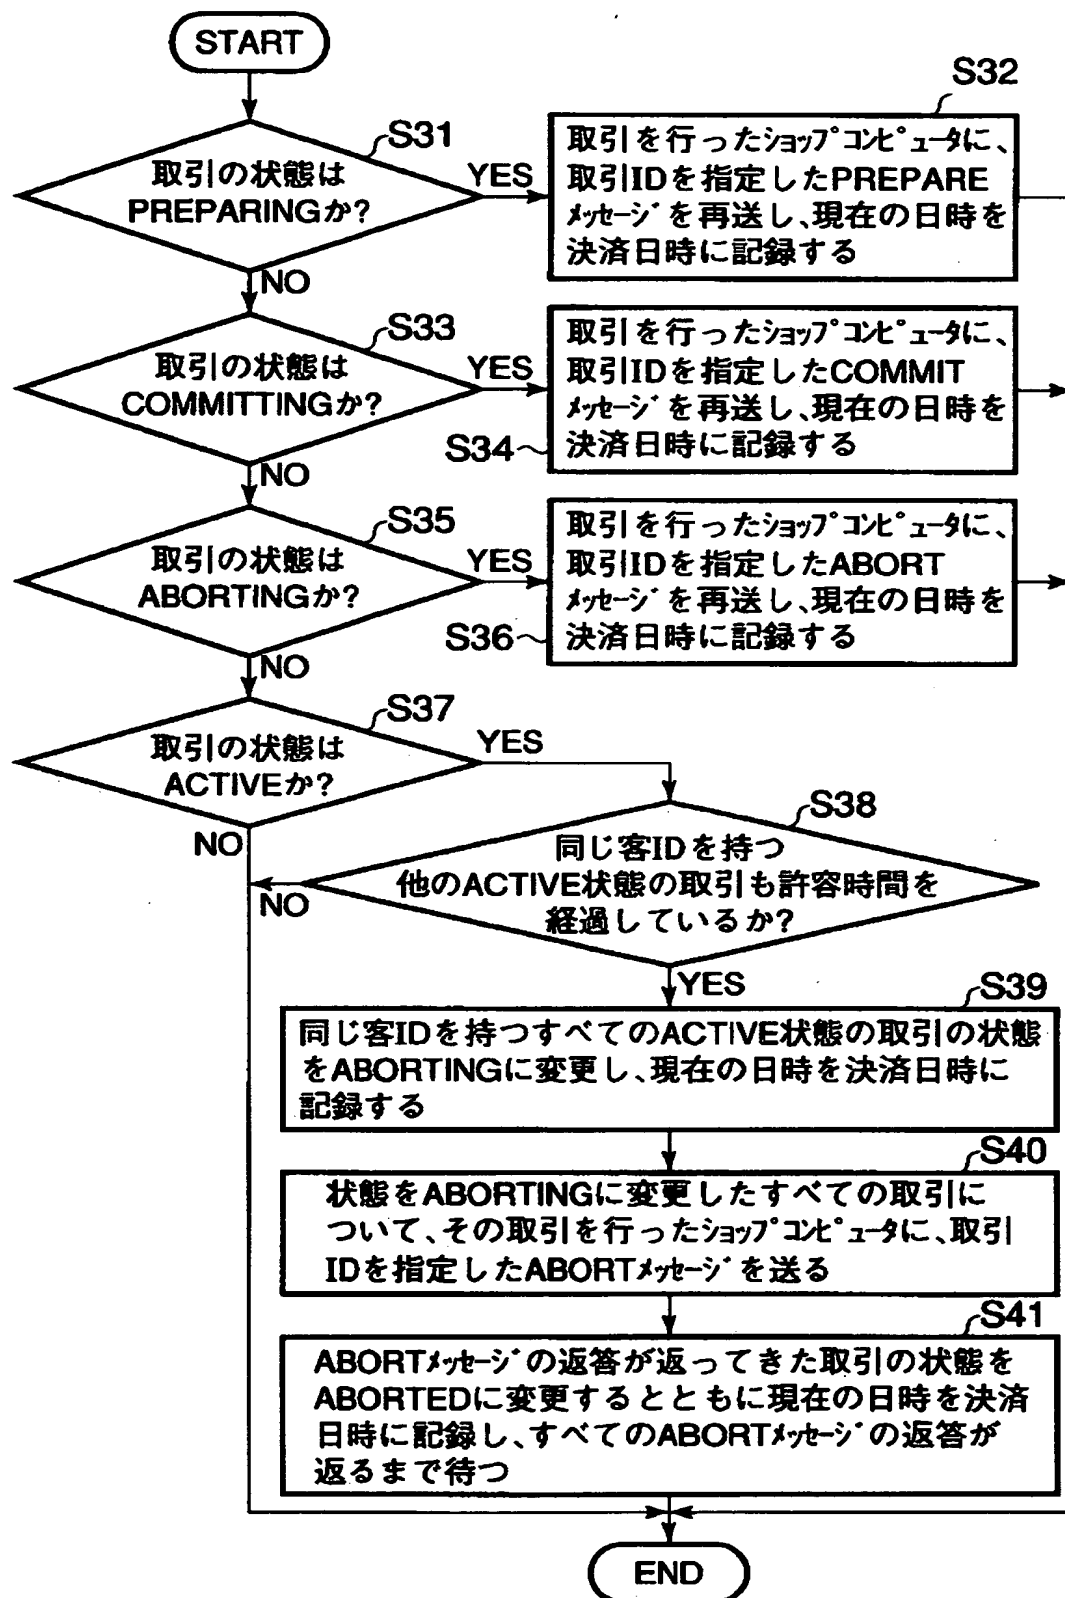 START
S31
取引の状態は
PREPARINGか?
YES
NO
S32
取引を行ったショップコンピュータに、
取引IDを指定したPREPARE
メッセージを再送し、現在の日時を
決済日時に記録する
S33
取引の状態は
COMMITTINGか?
YES
NO
取引を行ったショップコンピュータに、
取引IDを指定したCOMMIT
メッセージを再送し、現在の日時を
決済日時に記録する
S34
S35
取引の状態は
ABORTINGか?
YES
NO
取引を行ったショップコンピュータに、
取引IDを指定したABORT
メッセージを再送し、現在の日時を
決済日時に記録する
S36
S37
取引の状態は
ACTIVEか?
YES
NO
S38
同じ客IDを持つ
他のACTIVE状態の取引も許容時間を
経過しているか?
NO
YES
S39
同じ客IDを持つすべてのACTIVE状態の取引の状態
をABORTINGに変更し、現在の日時を決済日時に
記録する
S40
状態をABORTINGに変更したすべての取引に
ついて、その取引を行ったショップコンピュータに、取引
IDを指定したABORTメッセージを送る
S41
ABORTメッセージの返答が返ってきた取引の状態を
ABORTEDに変更するとともに現在の日時を決済
日時に記録し、すべてのABORTメッセージの返答が
返るまで待つ
END